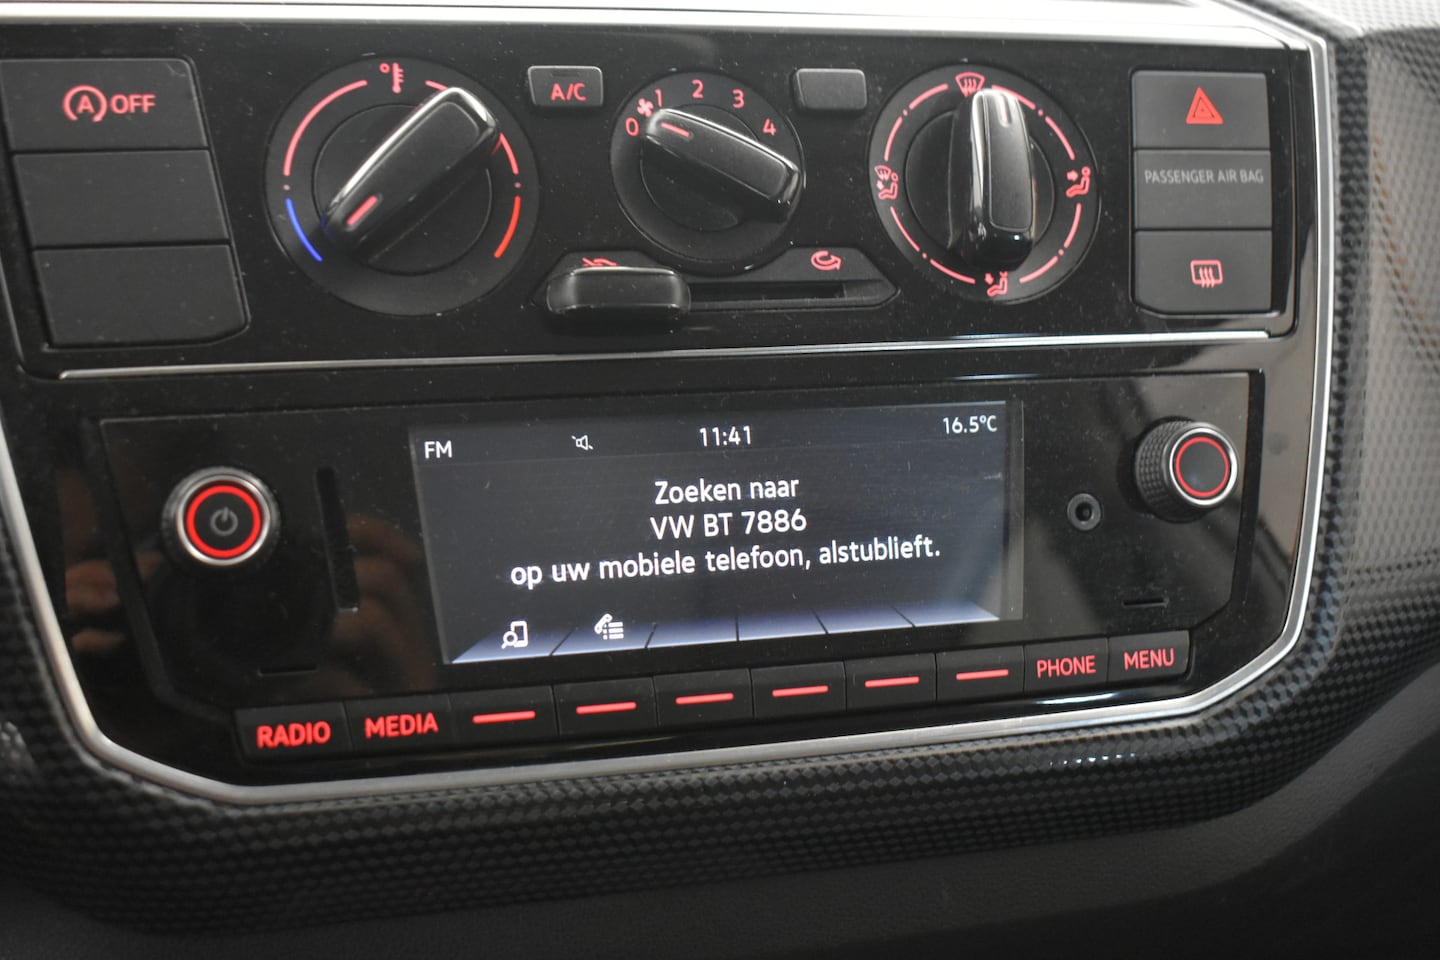 A OFF
A/C
0 1 2 3 4
PASSENGER AIR BAG
FM 11:41 16.5°C
Zoeken naar
VW BT 7886
op uw mobiele telefoon, alstublieft.
RADIO MEDIA PHONE MENU